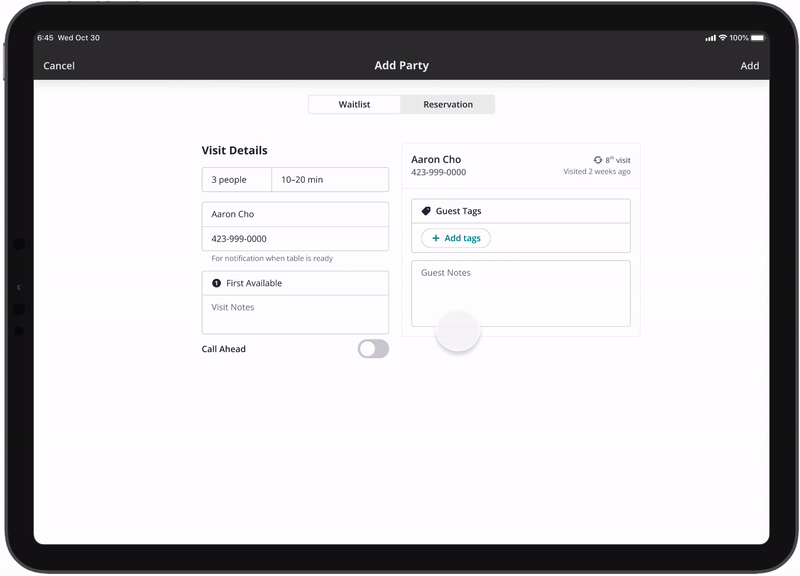 6:45 Wed Oct 30 100%
Cancel Add Party Add
Waitlist Reservation
Visit Details
3 people 10–20 min
Aaron Cho
423-999-0000
For notification when table is ready
1 First Available
Visit Notes
Call Ahead
Aaron Cho 8th visit
423-999-0000 Visited 2 weeks ago
Guest Tags
+ Add tags
Guest Notes